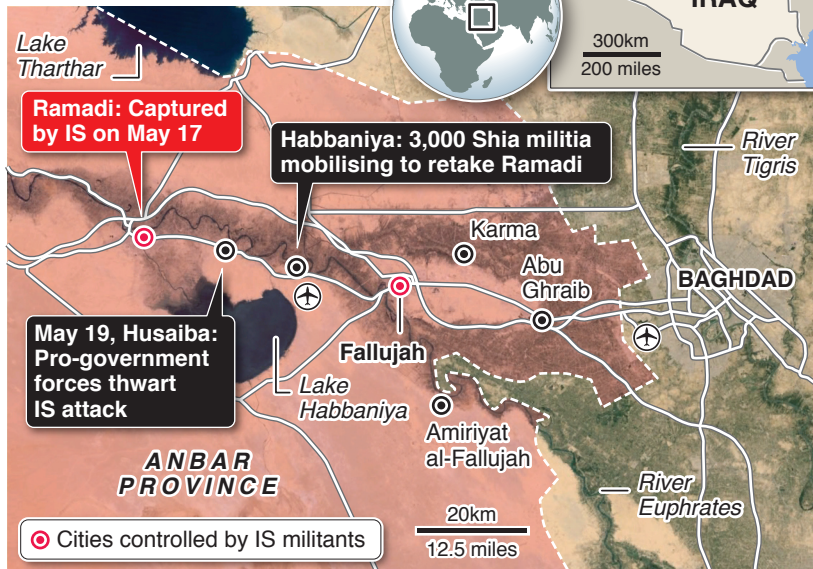 IRAQ
300km
200 miles
Lake
Tharthar
Ramadi: Captured
by IS on May 17
Habbaniya: 3,000 Shia militia
mobilising to retake Ramadi
River
Tigris
Karma
Abu
Ghraib
BAGHDAD
May 19, Husaiba:
Pro-government
forces thwart
IS attack
Fallujah
Lake
Habbaniya
Amiriyat
al-Fallujah
ANBAR
PROVINCE
River
Euphrates
20km
12.5 miles
Cities controlled by IS militants